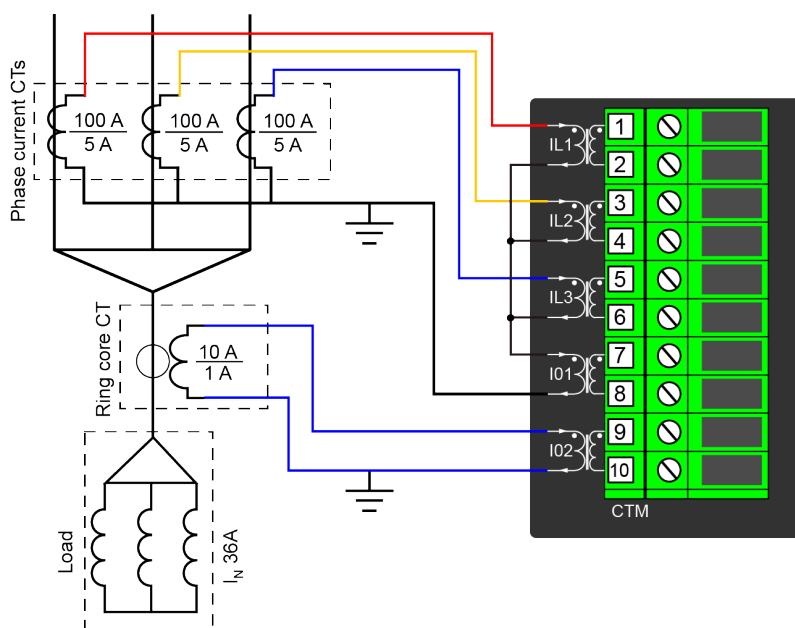 Phase current CTs
100 A
5 A
100 A
5 A
100 A
5 A
Ring core CT
10 A
1 A
Load
IN 36A
IL1
IL2
IL3
I01
I02
1
2
3
4
5
6
7
8
9
10
CTM